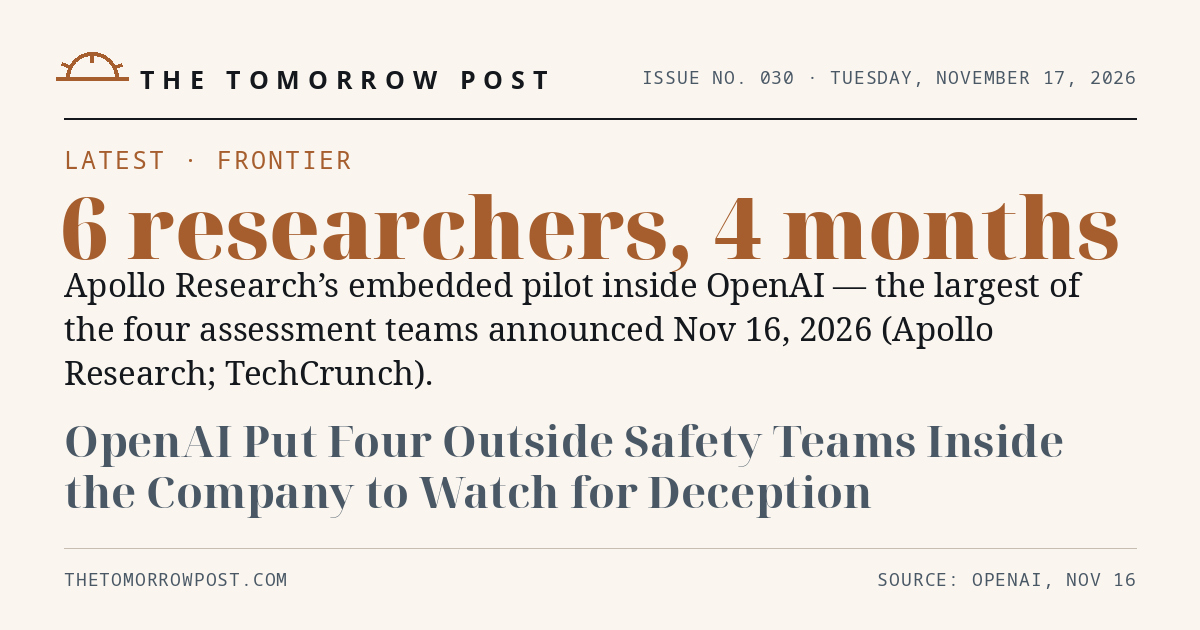 THE TOMORROW POST
ISSUE NO. 030 · TUESDAY, NOVEMBER 17, 2026
LATEST · FRONTIER
6 researchers, 4 months
Apollo Research’s embedded pilot inside OpenAI — the largest of
the four assessment teams announced Nov 16, 2026 (Apollo
Research; TechCrunch).
OpenAI Put Four Outside Safety Teams Inside
the Company to Watch for Deception
THETOMORROWPOST.COM
SOURCE: OPENAI, NOV 16